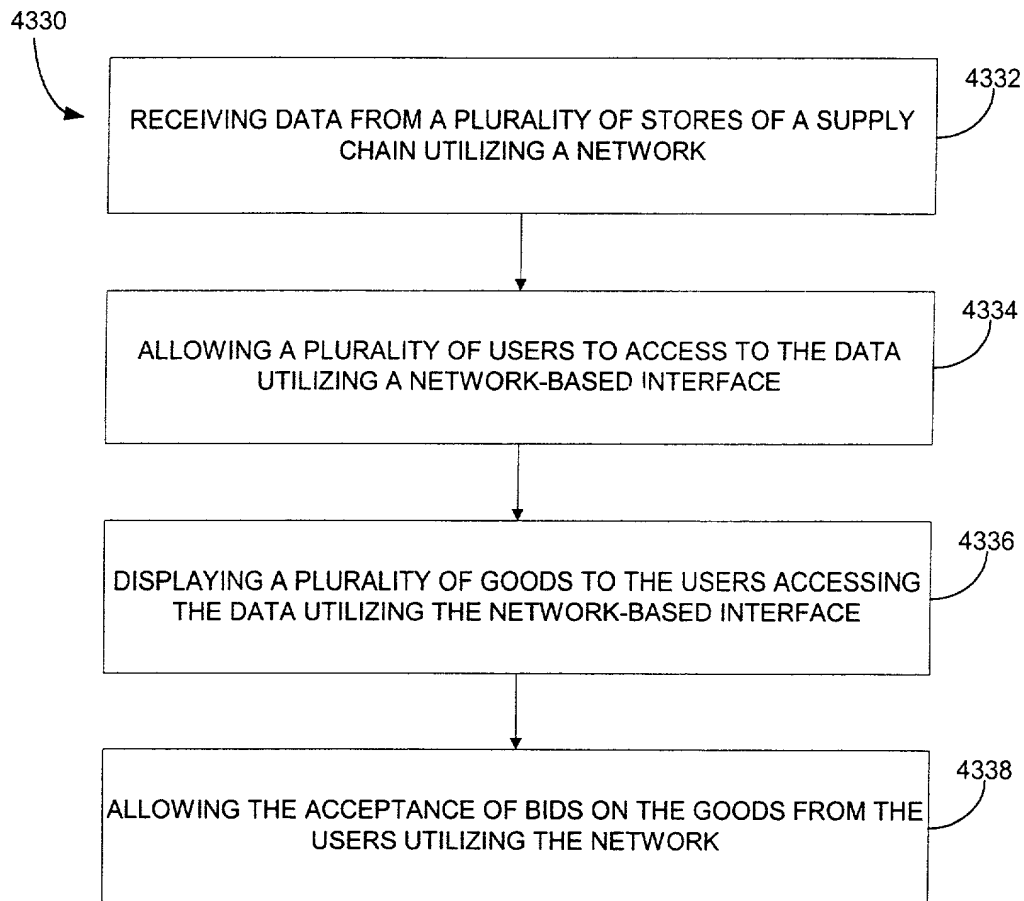 4330
4332
RECEIVING DATA FROM A PLURALITY OF STORES OF A SUPPLY
CHAIN UTILIZING A NETWORK
4334
ALLOWING A PLURALITY OF USERS TO ACCESS TO THE DATA
UTILIZING A NETWORK-BASED INTERFACE
4336
DISPLAYING A PLURALITY OF GOODS TO THE USERS ACCESSING
THE DATA UTILIZING THE NETWORK-BASED INTERFACE
4338
ALLOWING THE ACCEPTANCE OF BIDS ON THE GOODS FROM THE
USERS UTILIZING THE NETWORK